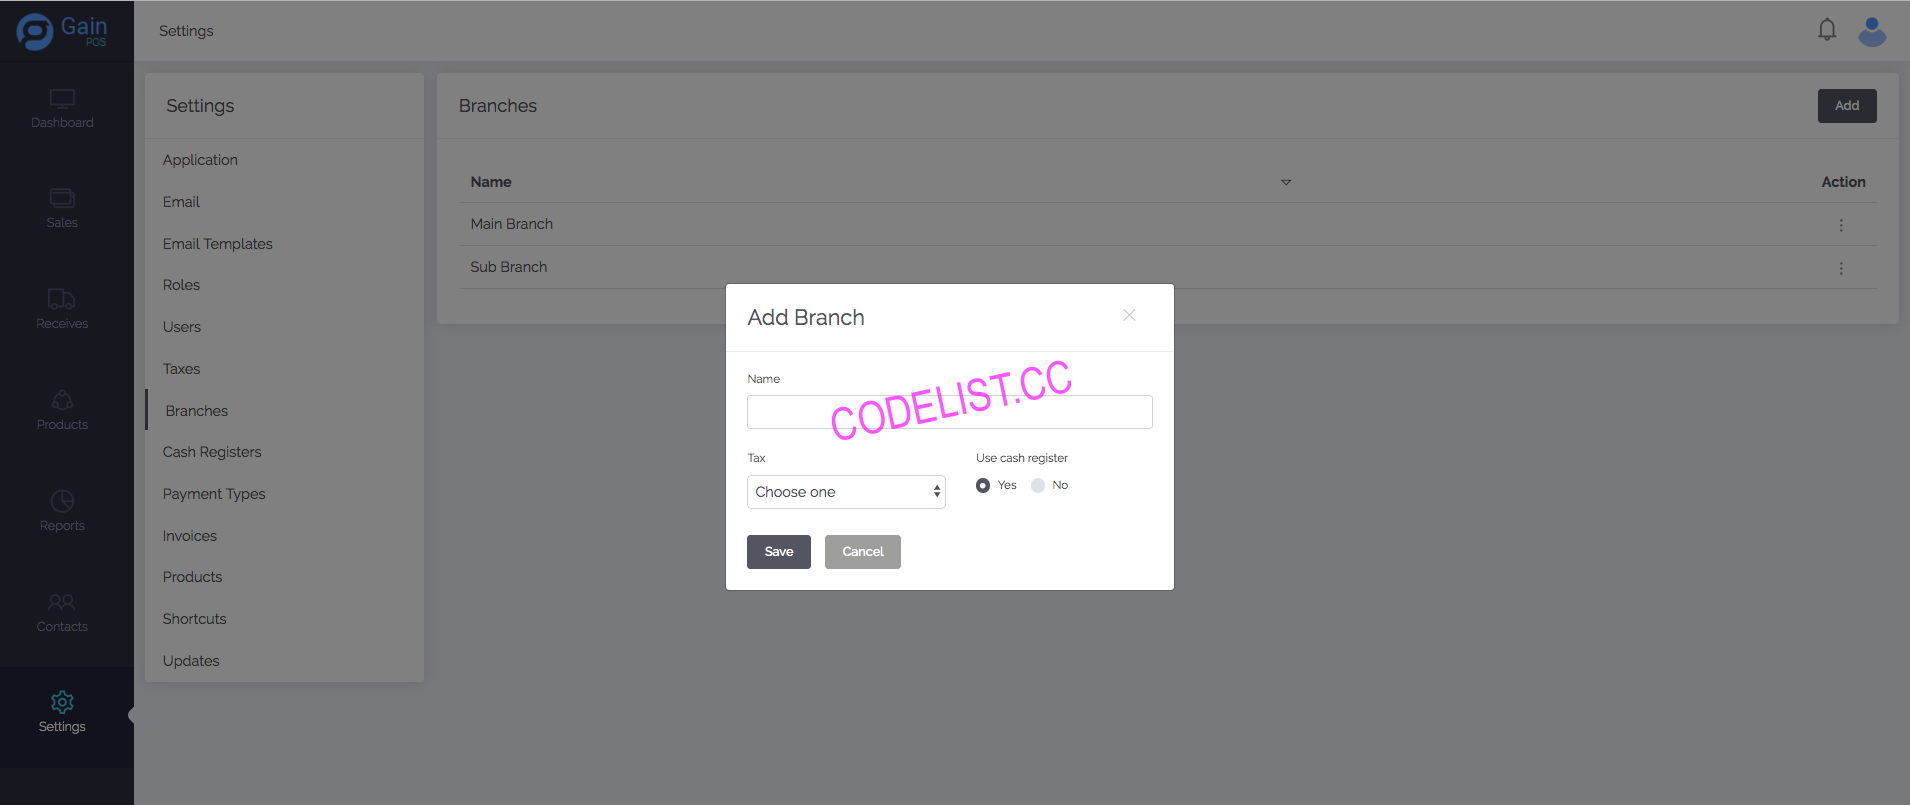 Gain
POS
Settings
Dashboard
Sales
Receives
Products
Reports
Contacts
Settings
Settings
Application
Email
Email Templates
Roles
Users
Taxes
Branches
Cash Registers
Payment Types
Invoices
Products
Shortcuts
Updates
Branches
Add
Name
Action
Main Branch
Sub Branch
Add Branch
Name
CODELIST.CC
Tax
Use cash register
Choose one
Yes
No
Save
Cancel